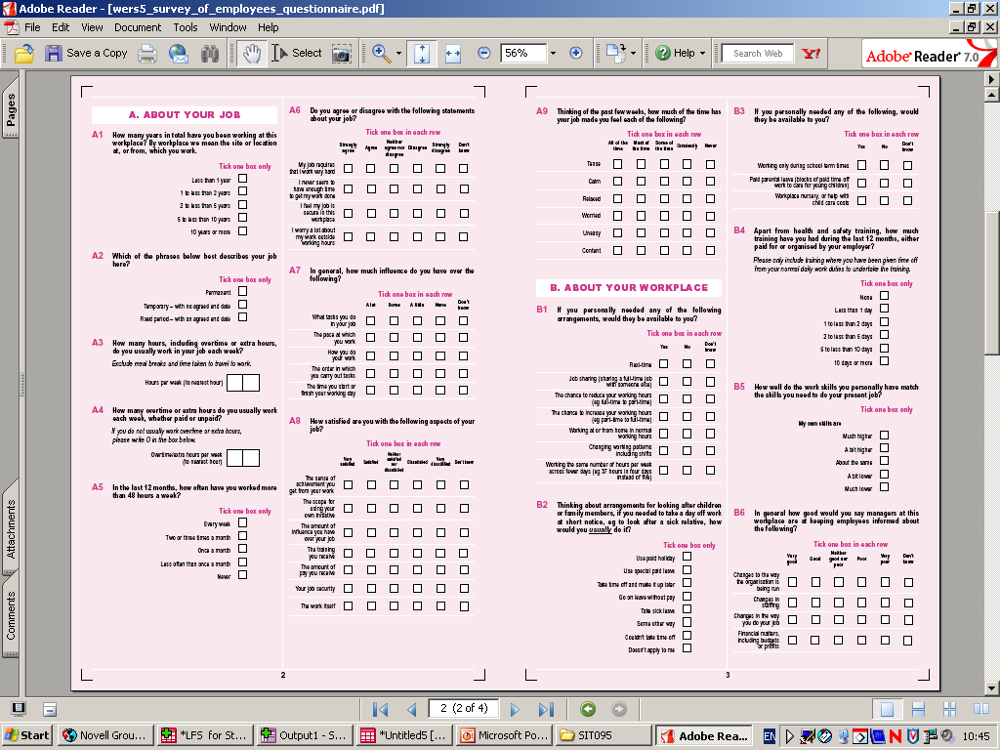 Adobe Reader - [wers5_survey_of_employees_questionnaire.pdf]
File Edit View Document Tools Window Help
Save a Copy
Select
56%
Help
Search Web
Y!
Adobe Reader 7.0
Pages
Attachments
Comments
A. ABOUT YOUR JOB
A1 How many years in total have you been working at this
workplace? By workplace we mean the site or location
at, or from, which you work.
Tick one box only
Less than 1 year
1 to less than 2 years
2 to less than 5 years
5 to less than 10 years
10 years or more
A2 Which of the phrases below best describes your job
here?
Tick one box only
Permanent
Temporary – with no agreed end date
Fixed period – with an agreed end date
A3 How many hours, including overtime or extra hours,
do you usually work in your job each week?
Exclude meal breaks and time taken to travel to work.
Hours per week (to nearest hour)
A4 How many overtime or extra hours do you usually work
each week, whether paid or unpaid?
If you do not usually work overtime or extra hours,
please write O in the box below.
Overtime/extra hours per week
(to nearest hour)
A5 In the last 12 months, how often have you worked more
than 48 hours a week?
Tick one box only
Every week
Two or three times a month
Once a month
Less often than once a month
Never
A6 Do you agree or disagree with the following statements
about your job?
Tick one box in each row
Strongly agree Agree Neither agree nor disagree Disagree Strongly disagree Don't know
My job requires
that I work very hard
I never seem to
have enough time
to get my work done
I feel my job is
secure in this
workplace
I worry a lot about
my work outside
working hours
A7 In general, how much influence do you have over the
following?
Tick one box in each row
A lot Some A little None Don't know
What tasks you do
in your job
The pace at which
you work
How you do
your work
The order in which
you carry out tasks
The time you start or
finish your working day
A8 How satisfied are you with the following aspects of your
job?
Tick one box in each row
Very satisfied Satisfied Neither satisfied nor dissatisfied Dissatisfied Very dissatisfied Don't know
The sense of
achievement you
get from your work
The scope for
using your
own initiative
The amount of
influence you have
over your job
The training
you receive
The amount of
pay you receive
Your job security
The work itself
2
A9 Thinking of the past few weeks, how much of the time has
your job made you feel each of the following?
Tick one box in each row
All of the time Most of the time Some of the time Occasionally Never
Tense
Calm
Relaxed
Worried
Uneasy
Content
B. ABOUT YOUR WORKPLACE
B1 If you personally needed any of the following
arrangements, would they be available to you?
Tick one box in each row
Yes No Don't know
Flexi-time
Job sharing (sharing a full-time job
with someone else)
The chance to reduce your working hours
(eg full-time to part-time)
The chance to increase your working hours
(eg part-time to full-time)
Working at or from home in normal
working hours
Changing working patterns
including shifts
Working the same number of hours per week
across fewer days (eg 37 hours in four days
instead of five)
B2 Thinking about arrangements for looking after children
or family members, if you needed to take a day off work
at short notice, eg to look after a sick relative, how
would you usually do it?
Tick one box only
Use paid holiday
Use special paid leave
Take time off and make it up later
Go on leave without pay
Take sick leave
Some other way
Couldn't take time off
Doesn't apply to me
B3 If you personally needed any of the following, would
they be available to you?
Tick one box in each row
Yes No Don't know
Working only during school term times
Paid parental leave (blocks of paid time off
work to care for young children)
Workplace nursery, or help with
child care costs
B4 Apart from health and safety training, how much
training have you had during the last 12 months, either
paid for or organised by your employer?
Please only include training where you have been given time off
from your normal daily work duties to undertake the training.
Tick one box only
None
Less than 1 day
1 to less than 2 days
2 to less than 5 days
5 to less than 10 days
10 days or more
B5 How well do the work skills you personally have match
the skills you need to do your present job?
Tick one box only
My own skills are
Much higher
A bit higher
About the same
A bit lower
Much lower
B6 In general how good would you say managers at this
workplace are at keeping employees informed about
the following?
Tick one box in each row
Very good Good Neither good nor poor Poor Very poor Don't know
Changes to the way
the organisation is
being run
Changes in
staffing
Changes in the way
you do your job
Financial matters,
including budgets
or profits
3
2 (2 of 4)
Start
Novell Grou...
*LFS for St...
Output1 - S...
*Untitled5 [...
Microsoft Po...
SIT095
Adobe Rea...
EN
10:45